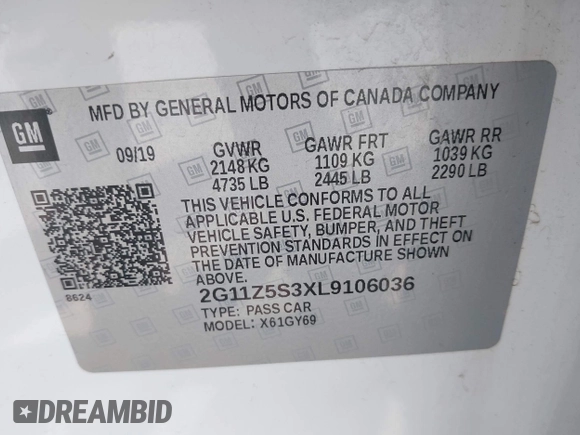 GM
MFD BY GENERAL MOTORS OF CANADA COMPANY
09/19 GVWR GAWR FRT GAWR RR
2148 KG 1109 KG 1039 KG
4735 LB 2445 LB 2290 LB
THIS VEHICLE CONFORMS TO ALL
APPLICABLE U.S. FEDERAL MOTOR
VEHICLE SAFETY, BUMPER, AND THEFT
PREVENTION STANDARDS IN EFFECT ON
THE DATE OF MANUFACTURE SHOWN
ABOVE.
8624
2G11Z5S3XL9106036
TYPE: PASS CAR
MODEL: X61GY69
DREAMBID